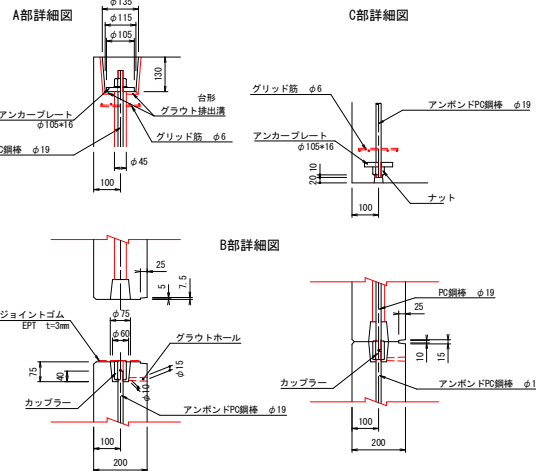 A部詳細図
φ135
φ115
φ105
130
台形
グラウト排出溝
アンカープレート
φ105*16
グリッド筋 φ6
PC鋼棒 φ19
φ45
100
C部詳細図
グリッド筋 φ6
アンボンドPC鋼棒 φ19
アンカープレート
φ105*16
20 10
ナット
100
B部詳細図
25
5
7.5
ジョイントゴム
EPT t=3mm
φ75
φ60
グラウトホール
φ15
φ10
75
40
カップラー
アンボンドPC鋼棒 φ19
100
200
PC鋼棒 φ19
25
10
15
カップラー
アンボンドPC鋼棒 φ1
100
200